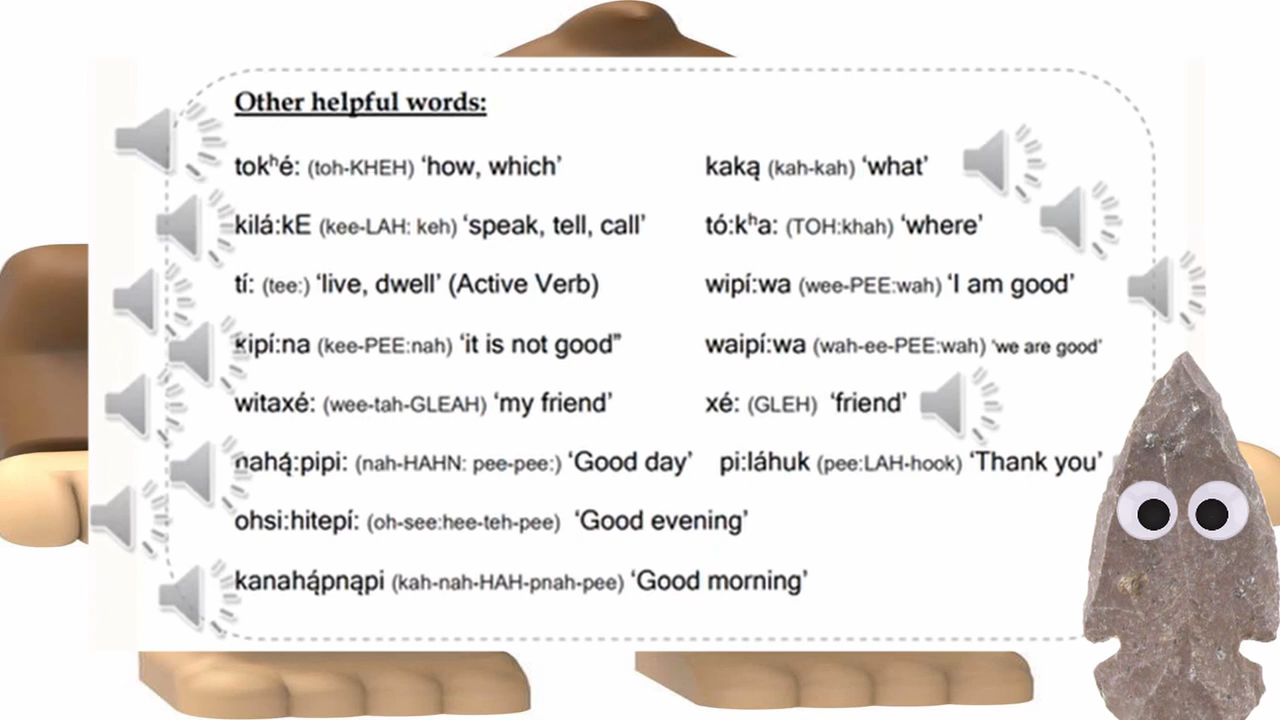 Other helpful words:
tokʰé: (toh-KHEH) ‘how, which’ kaką (kah-kah) ‘what’
kilá:kE (kee-LAH: keh) ‘speak, tell, call’ tó:kʰa: (TOH:khah) ‘where’
tí: (tee:) ‘live, dwell’ (Active Verb) wipí:wa (wee-PEE:wah) ‘I am good’
kipí:na (kee-PEE:nah) ‘it is not good” waipí:wa (wah-ee-PEE:wah) ‘we are good’
witaxé: (wee-tah-GLEAH) ‘my friend’ xé: (GLEH) ‘friend’
nahą́:pipi: (nah-HAHN: pee-pee:) ‘Good day’ pi:láhuk (pee:LAH-hook) ‘Thank you’
ohsi:hitepí: (oh-see:hee-teh-pee) ‘Good evening’
kanahą́pnąpi (kah-nah-HAH-pnah-pee) ‘Good morning’